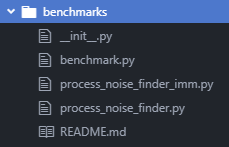 benchmarks
__init__.py
benchmark.py
process_noise_finder_imm.py
process_noise_finder.py
README.md